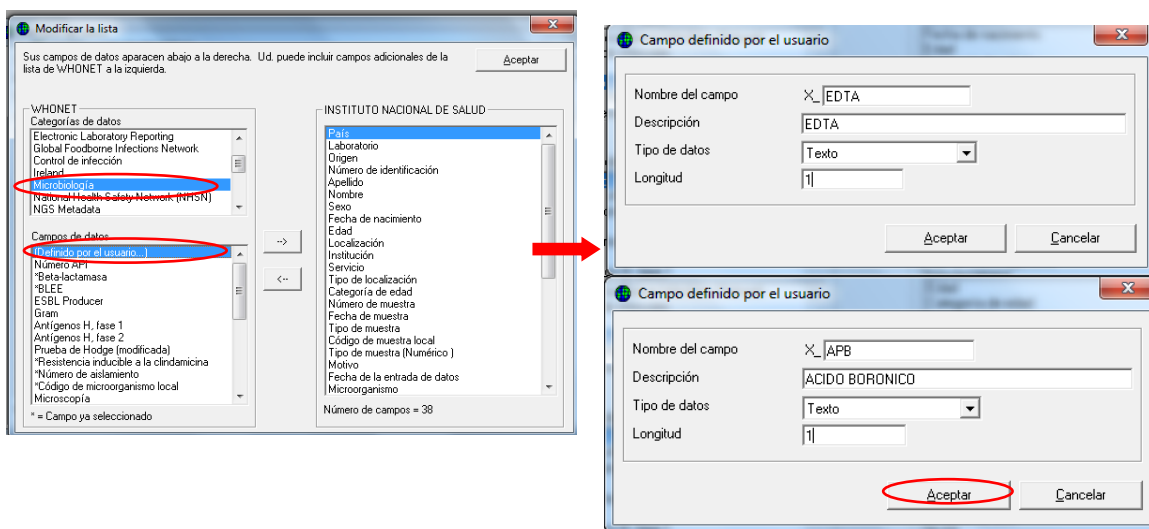 Modificar la lista
Sus campos de datos aparecen abajo a la derecha. Ud. puede incluir campos adicionales de la
lista de WHONET a la izquierda.
Aceptar
WHONET
Categorías de datos
Electronic Laboratory Reporting
Global Foodborne Infections Network
Control de infección
Ireland
Microbiología
National Health Safety Network (NHSN)
NGS Metadata
Campos de datos
(Definido por el usuario...)
Número API
*Beta-lactamasa
*BLEE
ESBL Producer
Gram
Antígenos H, fase 1
Antígenos H, fase 2
Prueba de Hodge (modificada)
*Resistencia inducible a la clindamicina
*Número de aislamiento
*Código de microorganismo local
Microscopía
* = Campo ya seleccionado
-->
<--
INSTITUTO NACIONAL DE SALUD
País
Laboratorio
Origen
Número de identificación
Apellido
Nombre
Sexo
Fecha de nacimiento
Edad
Localización
Institución
Servicio
Tipo de localización
Categoría de edad
Número de muestra
Fecha de muestra
Tipo de muestra
Código de muestra local
Tipo de muestra (Numérico )
Motivo
Fecha de la entrada de datos
Microorganismo
Número de campos = 38
Campo definido por el usuario
Nombre del campo X_ EDTA
Descripción EDTA
Tipo de datos Texto
Longitud 1
Aceptar Cancelar
Campo definido por el usuario
Nombre del campo X_ APB
Descripción ACIDO BORONICO
Tipo de datos Texto
Longitud 1
Aceptar Cancelar